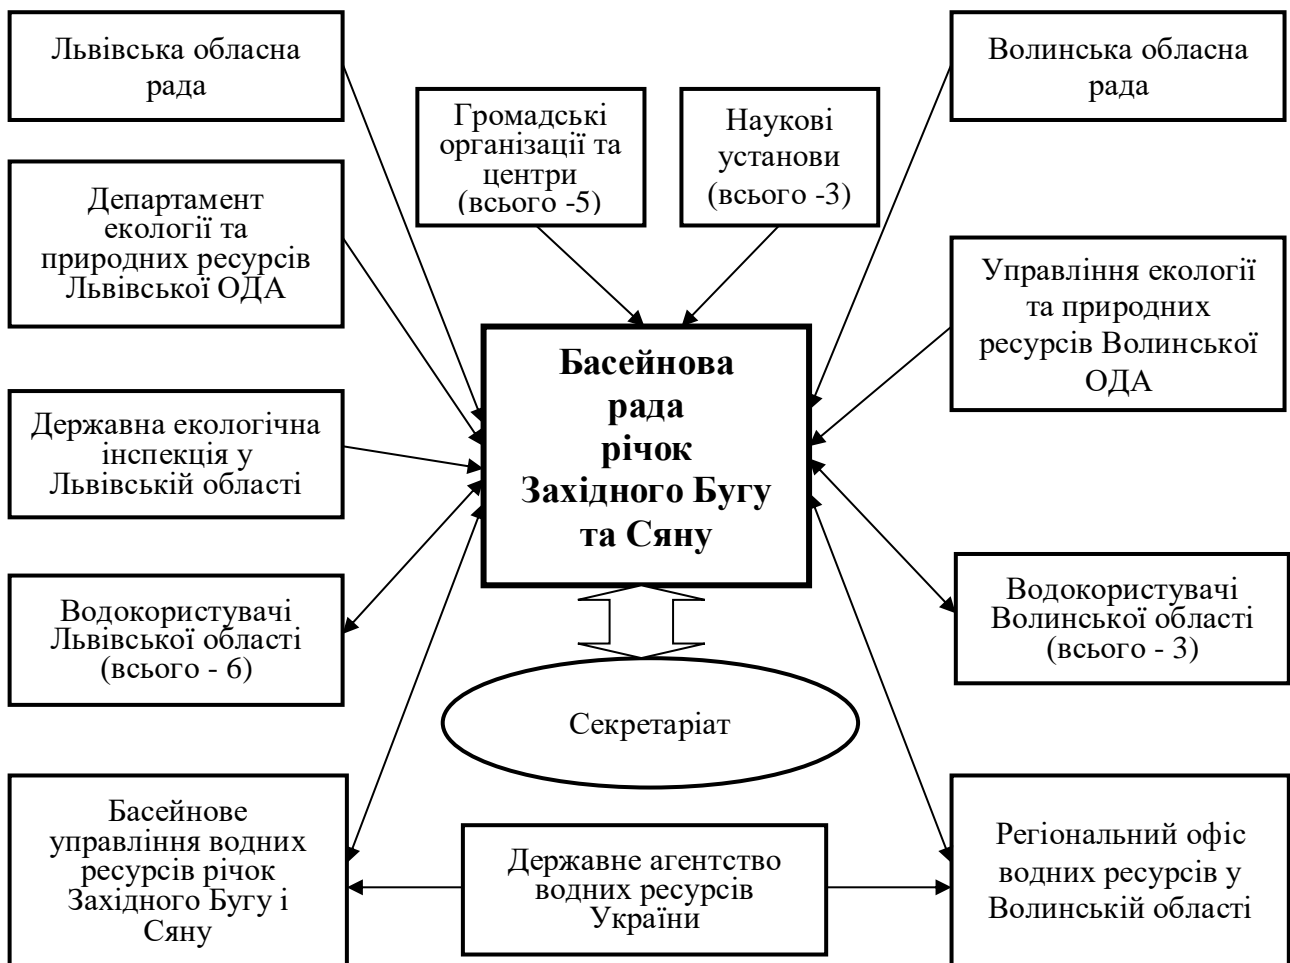 Львівська обласна
рада
Волинська обласна
рада
Громадські
організації та
центри
(всього -5)
Наукові
установи
(всього -3)
Департамент
екології та
природних ресурсів
Львівської ОДА
Управління екології
та природних
ресурсів Волинської
ОДА
Басейнова
рада
річок
Західного Бугу
та Сяну
Державна екологічна
інспекція у
Львівській області
Водокористувачі
Львівської області
(всього - 6)
Водокористувачі
Волинської області
(всього - 3)
Секретаріат
Басейнове
управління водних
ресурсів річок
Західного Бугу і
Сяну
Державне агентство
водних ресурсів
України
Регіональний офіс
водних ресурсів у
Волинській області